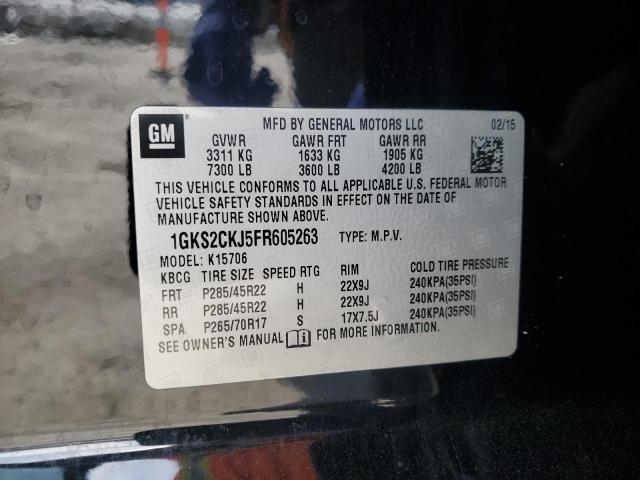 GM
MFD BY GENERAL MOTORS LLC 02/15
GVWR GAWR FRT GAWR RR
3311 KG 1633 KG 1905 KG
7300 LB 3600 LB 4200 LB
THIS VEHICLE CONFORMS TO ALL APPLICABLE U.S. FEDERAL MOTOR
VEHICLE SAFETY STANDARDS IN EFFECT ON THE DATE OF
MANUFACTURE SHOWN ABOVE.
1GKS2CKJ5FR605263 TYPE: M.P.V.
MODEL: K15706
KBCG TIRE SIZE SPEED RTG RIM COLD TIRE PRESSURE
FRT P285/45R22 H 22X9J 240KPA(35PSI)
RR P285/45R22 H 22X9J 240KPA(35PSI)
SPA P265/70R17 S 17X7.5J 240KPA(35PSI)
SEE OWNER'S MANUAL FOR MORE INFORMATION.